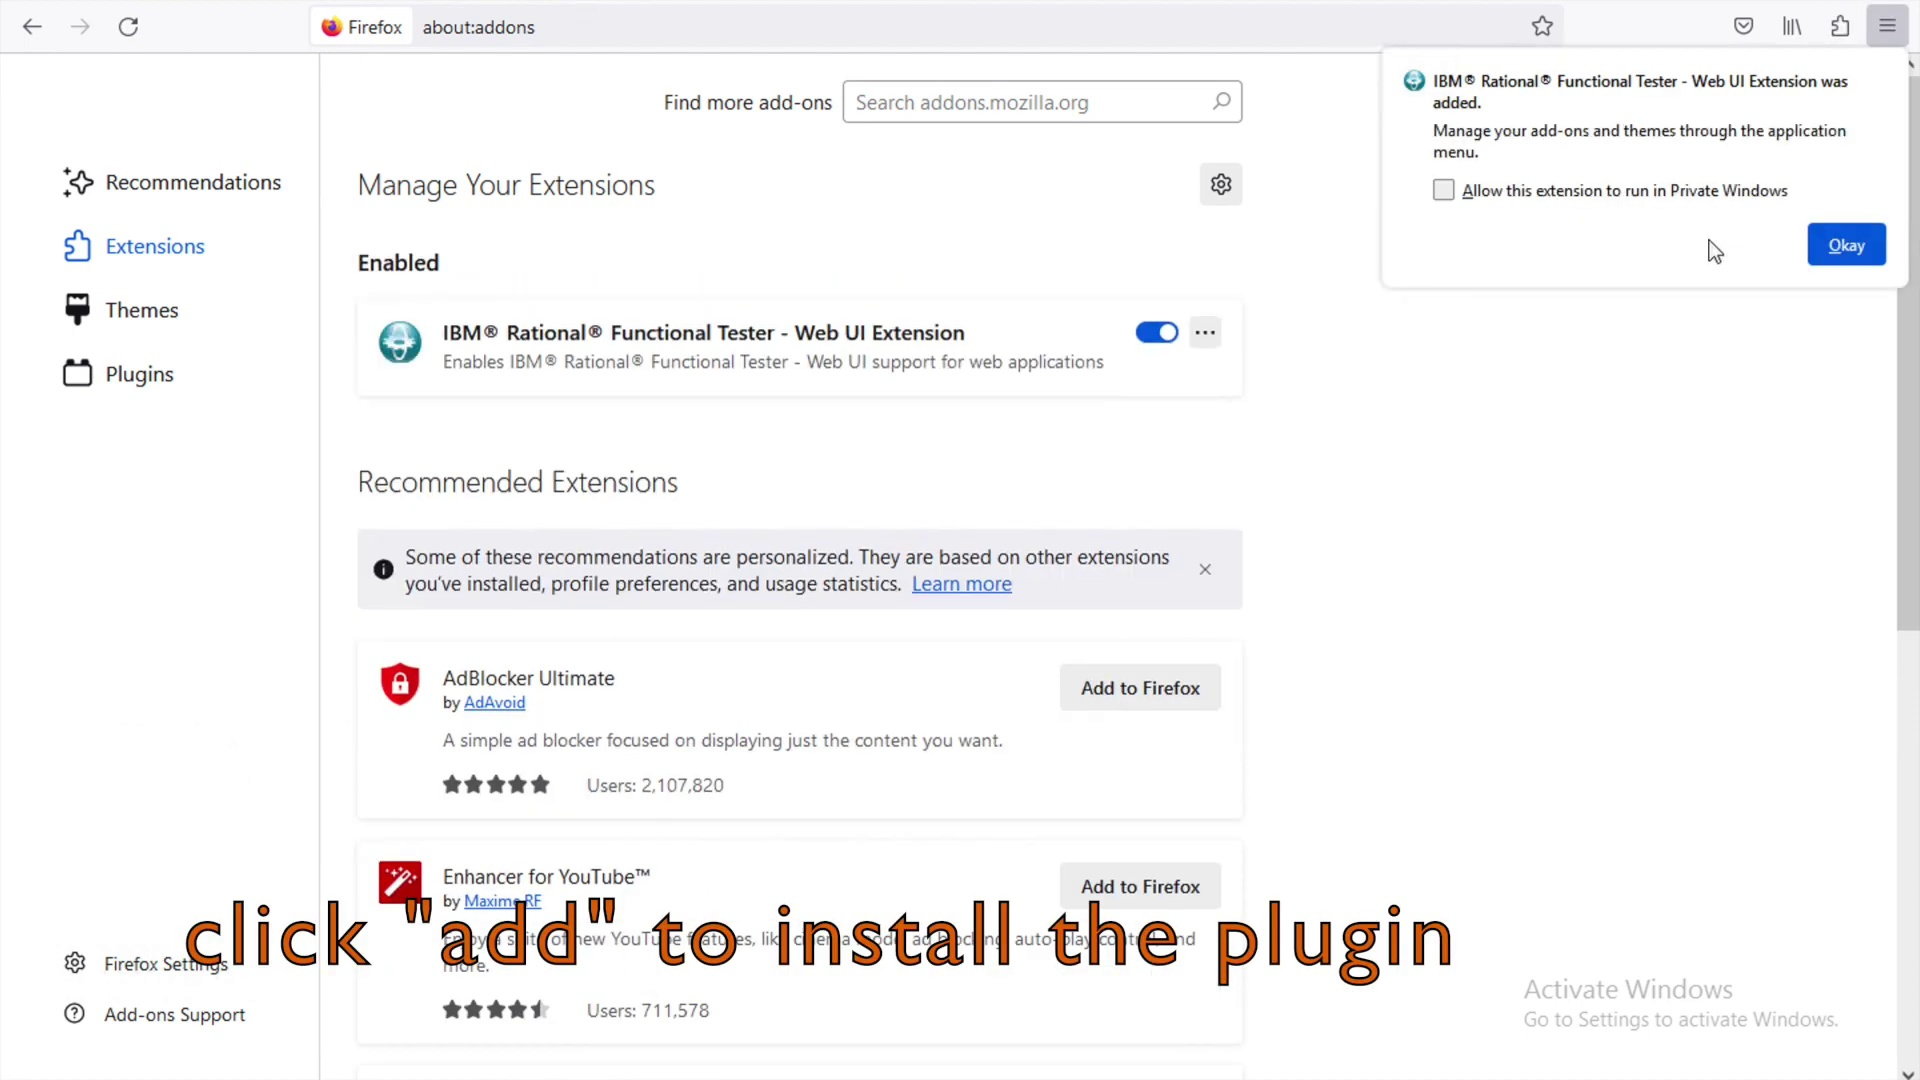 Firefox
about:addons
IBM® Rational® Functional Tester - Web UI Extension was
added.
Manage your add-ons and themes through the application
menu.
Allow this extension to run in Private Windows
Okay
Find more add-ons
Search addons.mozilla.org
Recommendations
Extensions
Themes
Plugins
Manage Your Extensions
Enabled
IBM® Rational® Functional Tester - Web UI Extension
Enables IBM® Rational® Functional Tester - Web UI support for web applications
Recommended Extensions
Some of these recommendations are personalized. They are based on other extensions
you've installed, profile preferences, and usage statistics. Learn more
AdBlocker Ultimate
by AdAvoid
Add to Firefox
A simple ad blocker focused on displaying just the content you want.
Users: 2,107,820
Enhancer for YouTube™
by Maxime RF
Add to Firefox
new YouTube features,
more.
Users: 711,578
click "add" to install the plugin
Firefox Settings
Add-ons Support
Activate Windows
Go to Settings to activate Windows.